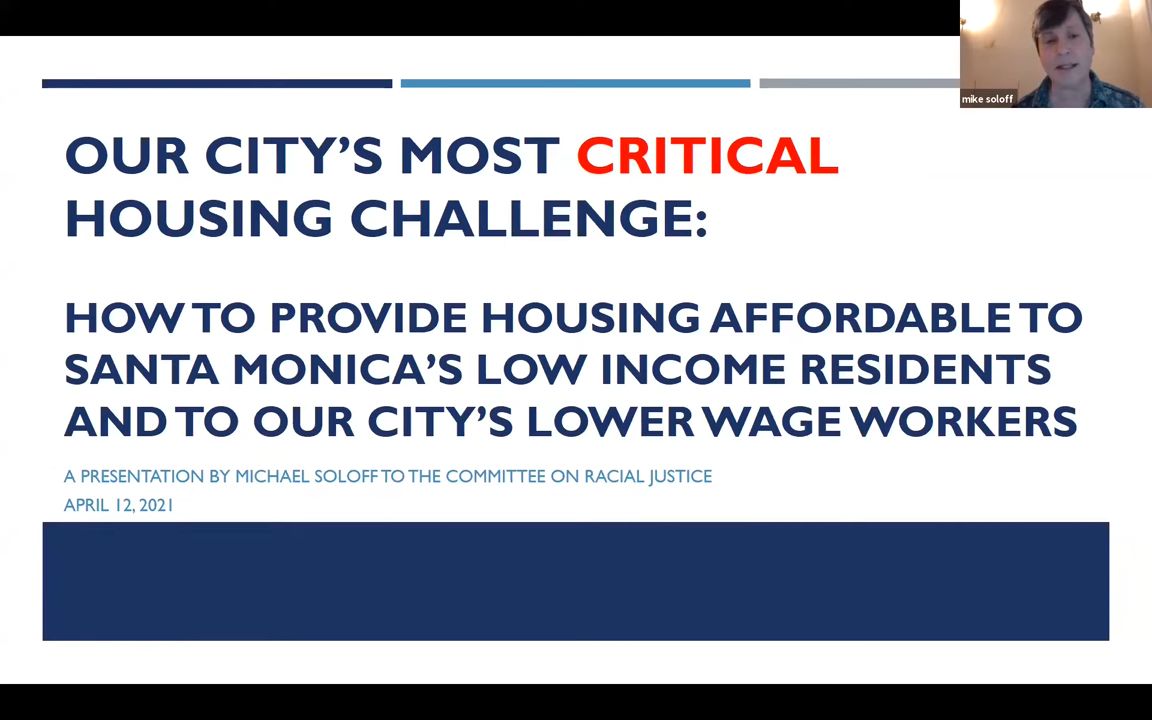 mike soloff
OUR CITY’S MOST CRITICAL
HOUSING CHALLENGE:
HOW TO PROVIDE HOUSING AFFORDABLE TO
SANTA MONICA’S LOW INCOME RESIDENTS
AND TO OUR CITY’S LOWER WAGE WORKERS
A PRESENTATION BY MICHAEL SOLOFF TO THE COMMITTEE ON RACIAL JUSTICE
APRIL 12, 2021